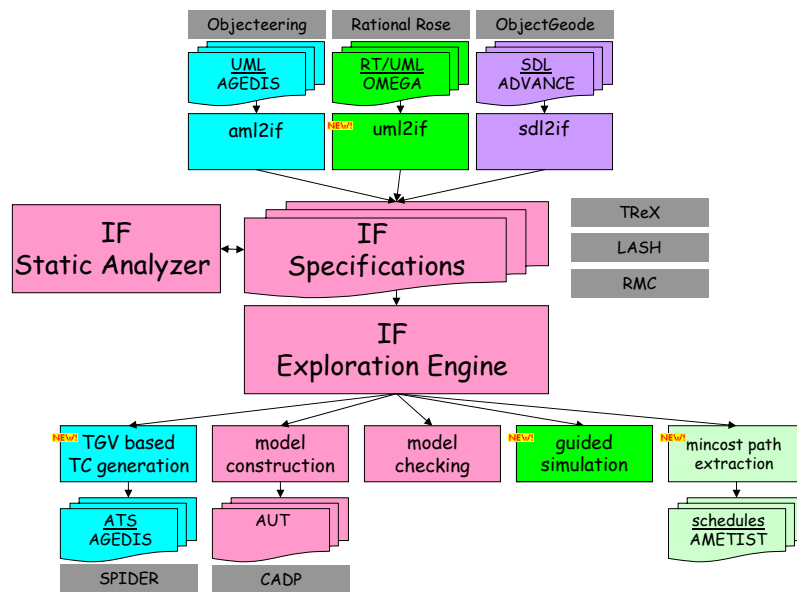 Objecteering
Rational Rose
ObjectGeode
UML
AGEDIS
RT/UML
OMEGA
SDL
ADVANCE
aml2if
NEW!
uml2if
sdl2if
IF
Static Analyzer
IF
Specifications
TReX
LASH
RMC
IF
Exploration Engine
NEW!
TGV based
TC generation
model
construction
model
checking
NEW!
guided
simulation
NEW!
mincost path
extraction
ATS
AGEDIS
AUT
schedules
AMETIST
SPIDER
CADP